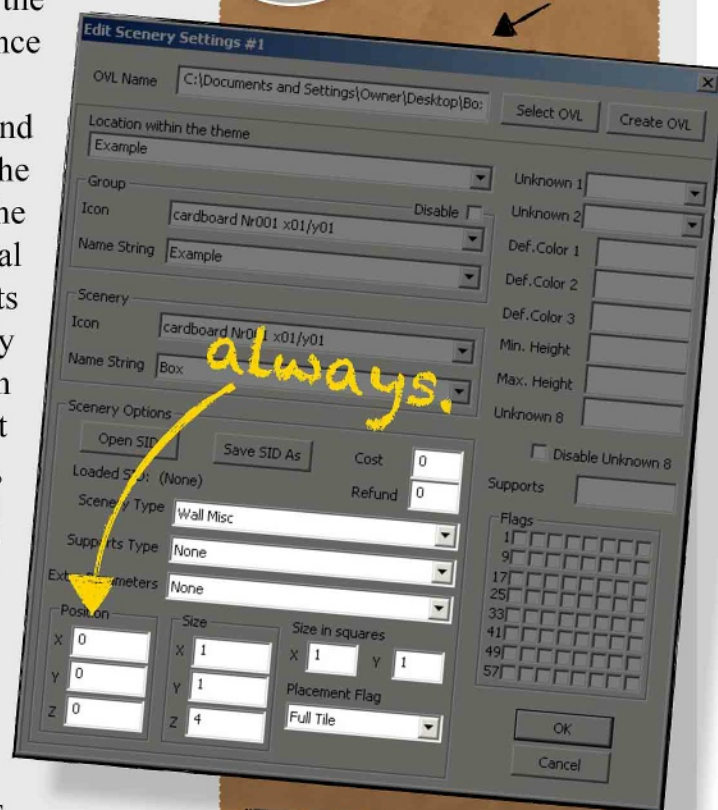 the
nce
nd
he
ne
al
ts
y
n
t
Edit Scenery Settings #1
OVL Name C:\Documents and Settings\Owner\Desktop\Bo: Select OVL Create OVL
Location within the theme
Example
Unknown 1
Group
Disable
Unknown 2
Icon cardboard Nr001 x01/y01
Def.Color 1
Name String Example
Def.Color 2
Scenery
Def.Color 3
Icon cardboard Nr001 x01/y01
Min. Height
Name String Box
Max. Height
always.
Unknown 8
Scenery Options
Open SID Save SID As Cost 0
Disable Unknown 8
Loaded SID: (None) Refund 0
Supports
Scenery Type Wall Misc
Flags
1
9
17
25
33
41
49
57
Supports Type None
Extra Parameters None
Position
X 0
Y 0
Z 0
Size
X 1
Y 1
Z 4
Size in squares
X 1 Y 1
Placement Flag
Full Tile
OK
Cancel